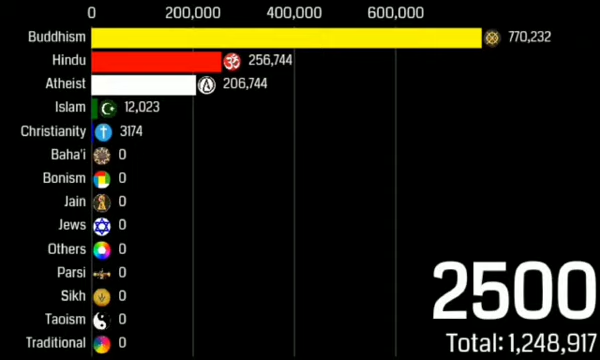 0 200,000 400,000 600,000
Buddhism 770,232
Hindu 256,744
Atheist 206,744
Islam 12,023
Christianity 3174
Baha'i 0
Bonism 0
Jain 0
Jews 0
Others 0
Parsi 0
Sikh 0
Taoism 0
Traditional 0
2500
Total: 1,248,917